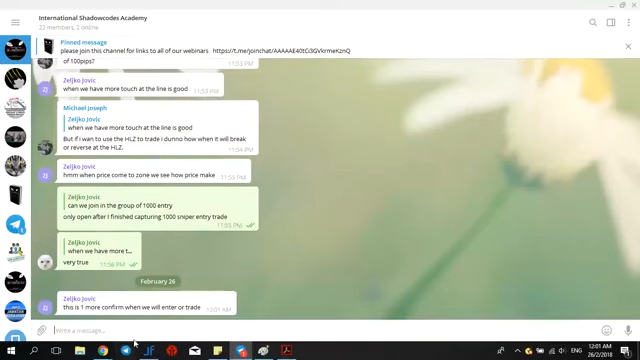 International Shadowcodes Academy
22 members, 2 online
Pinned message
please join this channel for links to all of our webinars https://t.me/joinchat/AAAAAE40tCi3GVkrmeKznQ
of 100pips?
11:53 PM
Zeljko Jovic
when we have more touch at the line is good
11:53 PM
Michael Joseph
Zeljko Jovic
when we have more touch at the line is good
But if i wan to use the HLZ to trade i dunno how when it will break
or reverse at the HLZ.
11:54 PM
Zeljko Jovic
hmm when price come to zone we see how price make
11:55 PM
Zeljko Jovic
can we join in the group of 1000 entry
only open after I finished capturing 1000 sniper entry trade
11:55 PM
Zeljko Jovic
when we have more t...
very true
11:56 PM
February 26
Zeljko Jovic
this is 1 more confirm when we will enter or trade
12:01 AM
Write a message...
ENG
12:01 AM
26/2/2018